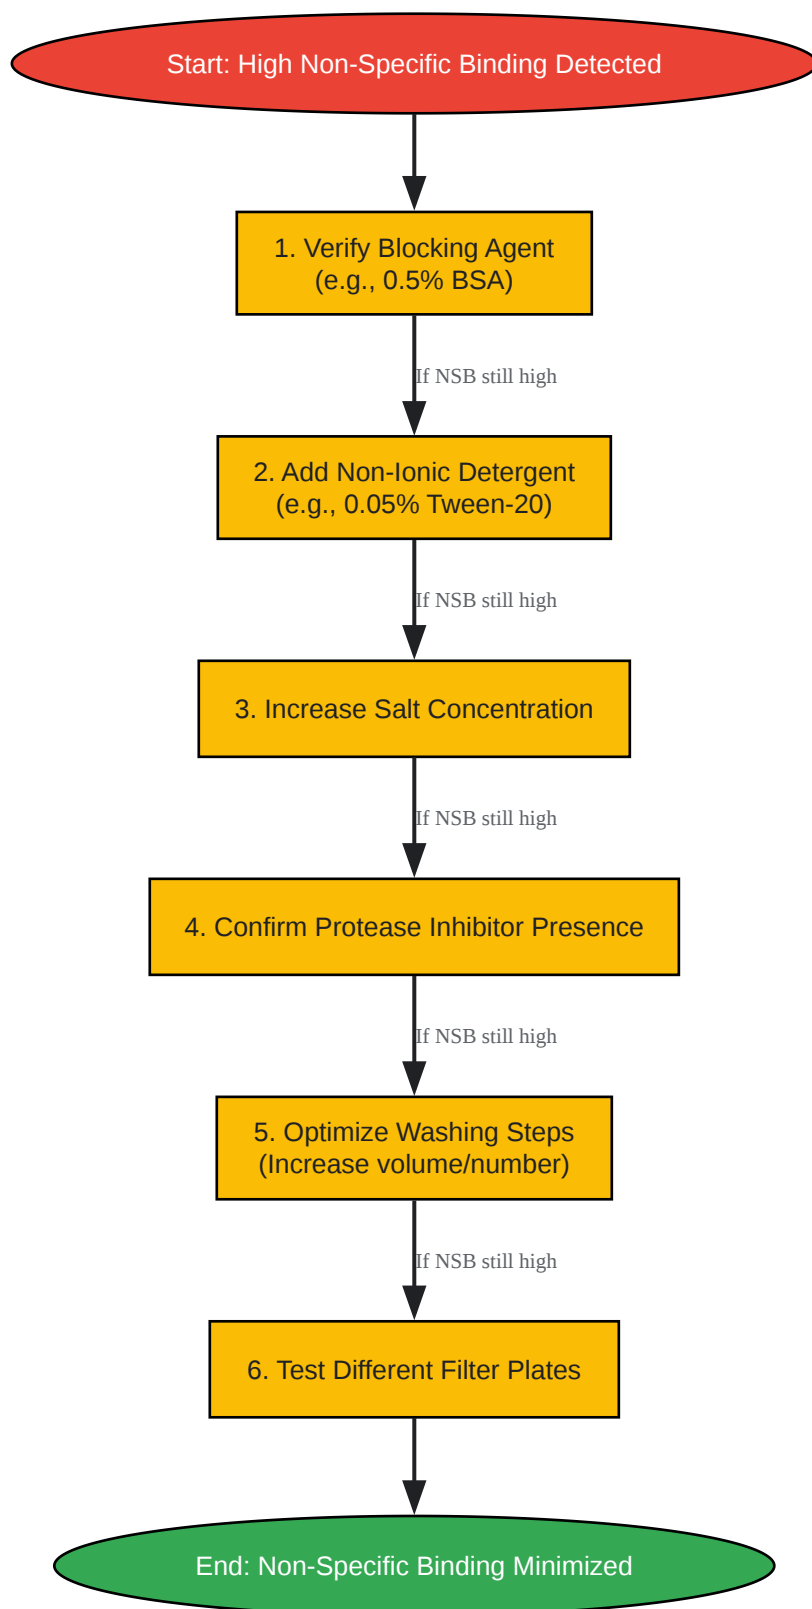 Start: High Non-Specific Binding Detected
1. Verify Blocking Agent
(e.g., 0.5% BSA)
If NSB still high
2. Add Non-Ionic Detergent
(e.g., 0.05% Tween-20)
If NSB still high
3. Increase Salt Concentration
If NSB still high
4. Confirm Protease Inhibitor Presence
If NSB still high
5. Optimize Washing Steps
(Increase volume/number)
If NSB still high
6. Test Different Filter Plates
End: Non-Specific Binding Minimized